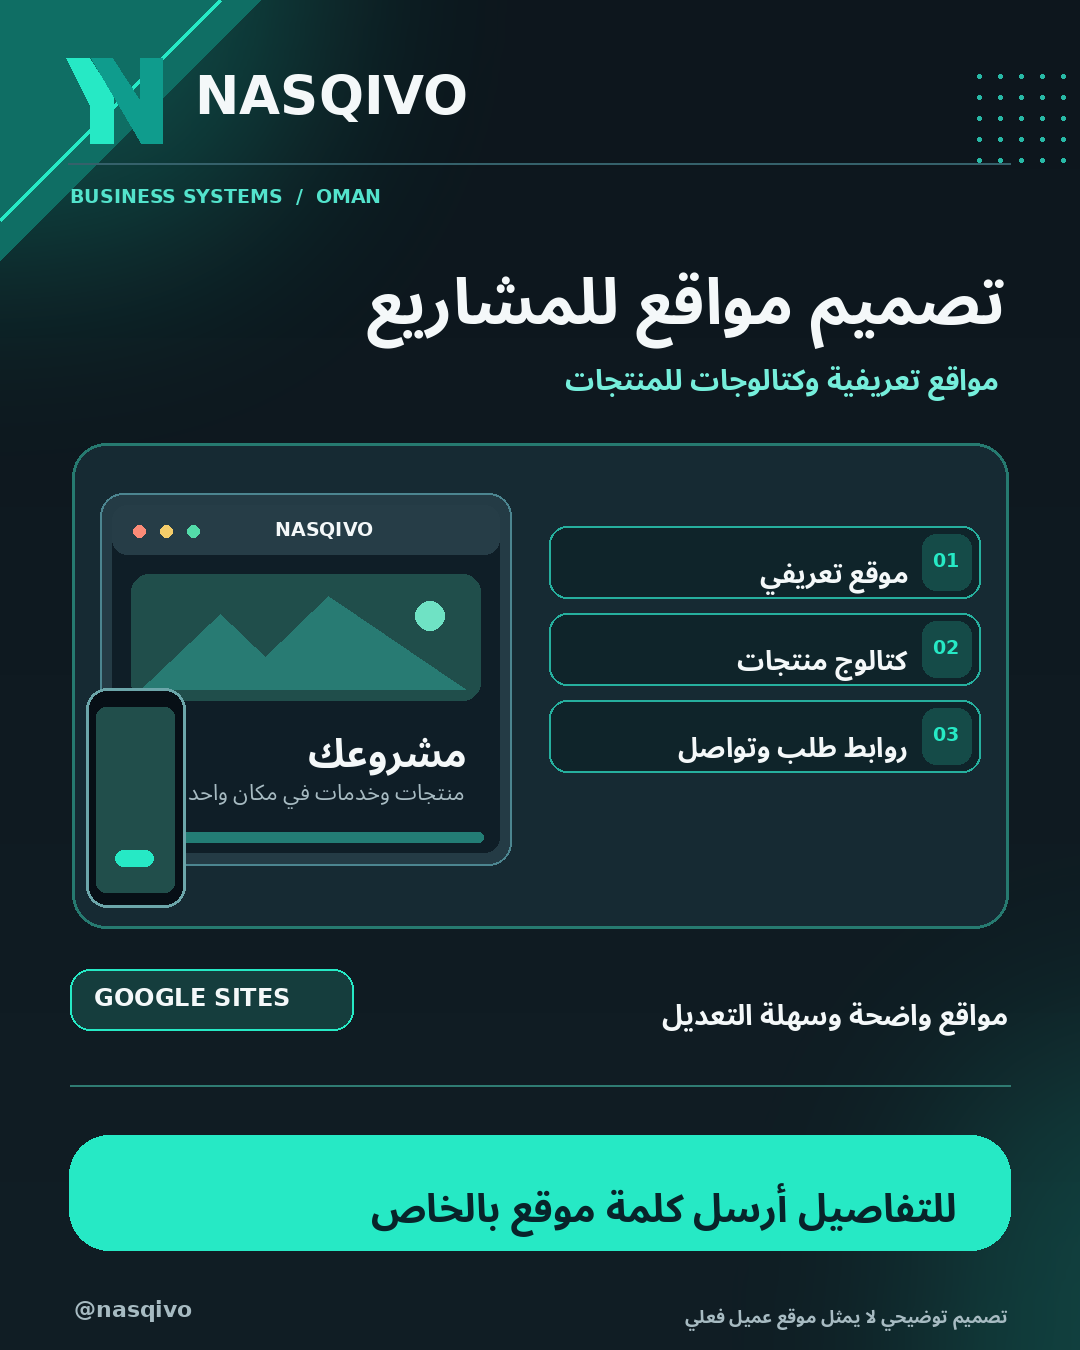 NASQIVO
BUSINESS SYSTEMS / OMAN
تصميم مواقع للمشاريع
مواقع تعريفية وكتالوجات للمنتجات
NASQIVO
مشروعك
منتجات وخدمات في مكان واحد
01 موقع تعريفي
02 كتالوج منتجات
03 روابط طلب وتواصل
GOOGLE SITES
مواقع واضحة وسهلة التعديل
للتفاصيل أرسل كلمة موقع بالخاص
@nasqivo
تصميم توضيحي لا يمثل موقع عميل فعلي